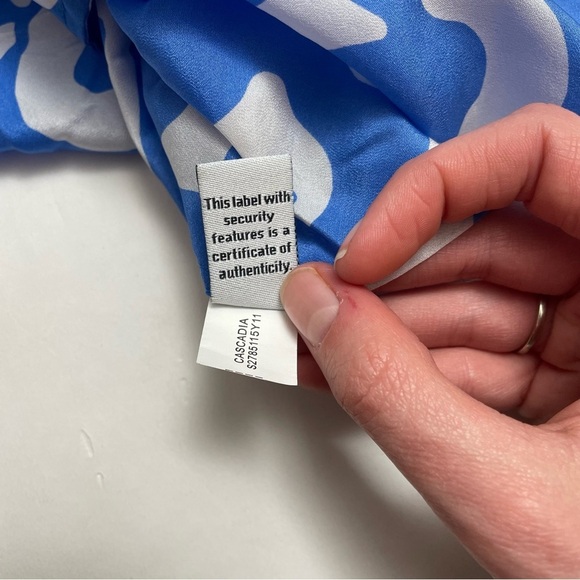 This label with
security
features is a
certificate of
authenticity.
CASCADIA
S2785115Y11